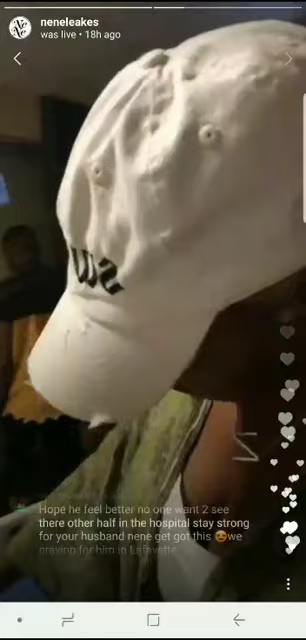 neneleakes
was live • 18h ago
Hope he feel better no one want 2 see
there other half in the hospital stay strong
for your husband nene get got this 😍we
praying for him in Lafayette